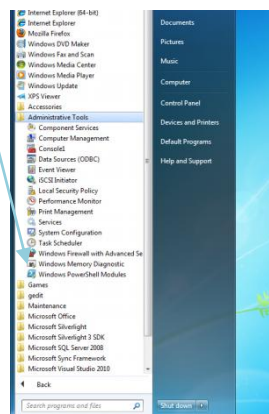 Internet Explorer (64-bit)
Internet Explorer
Mozilla Firefox
Windows DVD Maker
Windows Fax and Scan
Windows Media Center
Windows Media Player
Windows Update
XPS Viewer
Accessories
Administrative Tools
Component Services
Computer Management
Console1
Data Sources (ODBC)
Event Viewer
iSCSI Initiator
Local Security Policy
Performance Monitor
Print Management
Services
System Configuration
Task Scheduler
Windows Firewall with Advanced Se
Windows Memory Diagnostic
Windows PowerShell Modules
Games
gedit
Maintenance
Microsoft Office
Microsoft Silverlight
Microsoft Silverlight 3 SDK
Microsoft SQL Server 2008
Microsoft Sync Framework
Microsoft Visual Studio 2010
Back
Search programs and files
Documents
Pictures
Music
Computer
Control Panel
Devices and Printers
Default Programs
Help and Support
Shut down